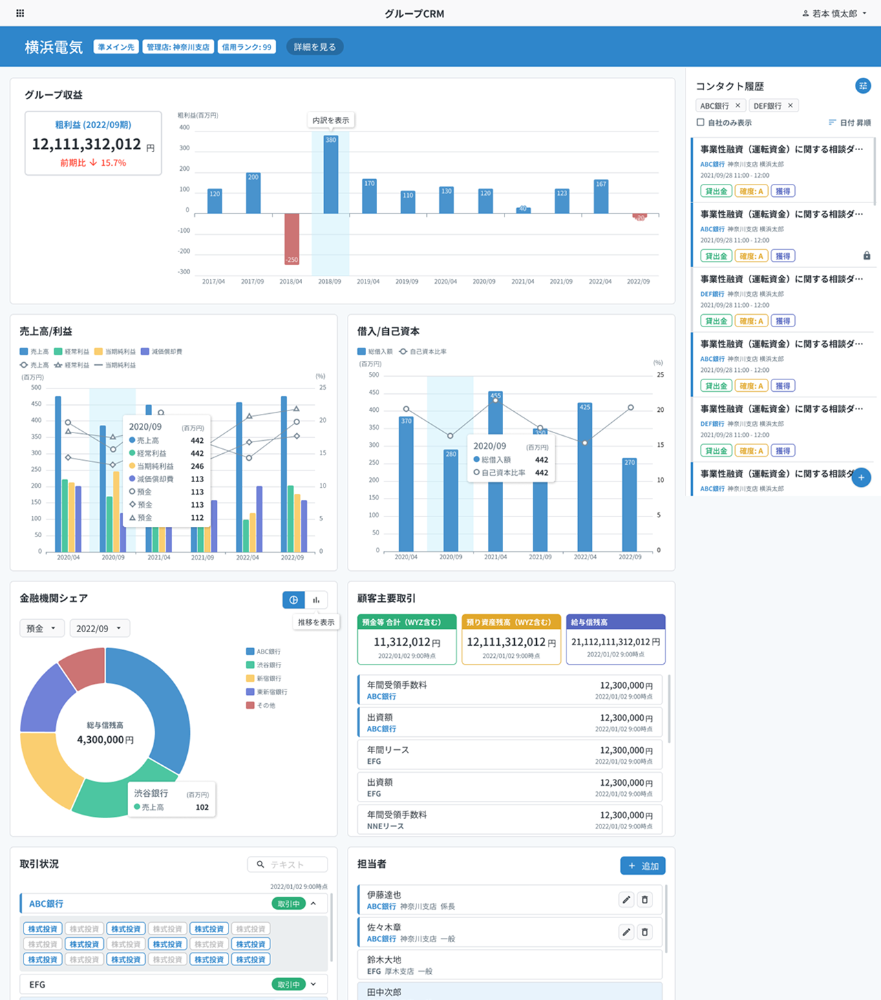 グループCRM
若本 慎太郎
横浜電気
準メイン先
管理店: 神奈川支店
信用ランク: 99
詳細を見る
グループ収益
粗利益 (2022/09期)
12,111,312,012 円
前期比 ↓ 15.7%
粗利益(百万円)
内訳を表示
400
300
200
100
0
-100
-200
-300
120
200
-250
380
170
110
130
120
40
123
167
-20
2017/04
2017/09
2018/04
2018/09
2019/04
2019/09
2020/04
2020/09
2021/04
2021/09
2022/04
2022/09
売上高/利益
売上高
経常利益
当期純利益
減価償却費
売上高
経常利益
当期純利益
(百万円)
(%)
500
450
400
350
300
250
200
150
100
50
0
25
20
15
10
5
0
2020/09 (百万円)
売上高 442
経常利益 442
当期純利益 246
減価償却費 113
預金 113
預金 113
預金 112
2020/04
2020/09
2021/04
2021/09
2022/04
2022/09
借入/自己資本
総借入額
自己資本比率
(百万円)
(%)
500
450
400
350
300
250
200
150
100
50
0
25
20
15
10
5
0
370
280
455
350
425
270
2020/09 (百万円)
総借入額 442
自己資本比率 442
2020/04
2020/09
2021/04
2021/09
2022/04
2022/09
金融機関シェア
推移を表示
預金
2022/09
ABC銀行
渋谷銀行
新宿銀行
東新宿銀行
その他
総与信残高
4,300,000円
渋谷銀行 (百万円)
売上高 102
顧客主要取引
預金等 合計（WYZ含む）
11,312,012円
2022/01/02 9:00時点
預り資産残高（WYZ含む）
12,111,312,012円
2022/01/02 9:00時点
給与信残高
21,112,111,312,012円
2022/01/02 9:00時点
年間受領手数料 12,300,000円
ABC銀行 2022/01/02 9:00時点
出資額 12,300,000円
ABC銀行 2022/01/02 9:00時点
年間リース 12,300,000円
EFG 2022/01/02 9:00時点
出資額 12,300,000円
EFG 2022/01/02 9:00時点
年間受領手数料 12,300,000円
NNEリース 2022/01/02 9:00時点
取引状況
テキスト
2022/01/02 9:00時点
ABC銀行 取引中
株式投資 株式投資 株式投資 株式投資 株式投資 株式投資
株式投資 株式投資 株式投資 株式投資 株式投資 株式投資
株式投資 株式投資 株式投資 株式投資 株式投資 株式投資
EFG 取引中
担当者
+ 追加
伊藤達也
ABC銀行 神奈川支店 係長
佐々木章
ABC銀行 神奈川支店 一般
鈴木大地
EFG 厚木支店 一般
田中次郎
コンタクト履歴
ABC銀行 ×
DEF銀行 ×
自社のみ表示
日付 昇順
事業性融資（運転資金）に関する相談ダ…
ABC銀行 神奈川支店 横浜太郎
2021/09/28 11:00 - 12:00
貸出金 確度: A 獲得
事業性融資（運転資金）に関する相談ダ…
ABC銀行 神奈川支店 横浜太郎
2021/09/28 11:00 - 12:00
貸出金 確度: A 獲得
事業性融資（運転資金）に関する相談ダ…
DEF銀行 神奈川支店 横浜太郎
2021/09/28 11:00 - 12:00
貸出金 確度: A 獲得
事業性融資（運転資金）に関する相談ダ…
ABC銀行 神奈川支店 横浜太郎
2021/09/28 11:00 - 12:00
貸出金 確度: A 獲得
事業性融資（運転資金）に関する相談ダ…
DEF銀行 神奈川支店 横浜太郎
2021/09/28 11:00 - 12:00
貸出金 確度: A 獲得
事業性融資（運転資金）に関する相談ダ
ABC銀行 神奈川支店 横浜太郎